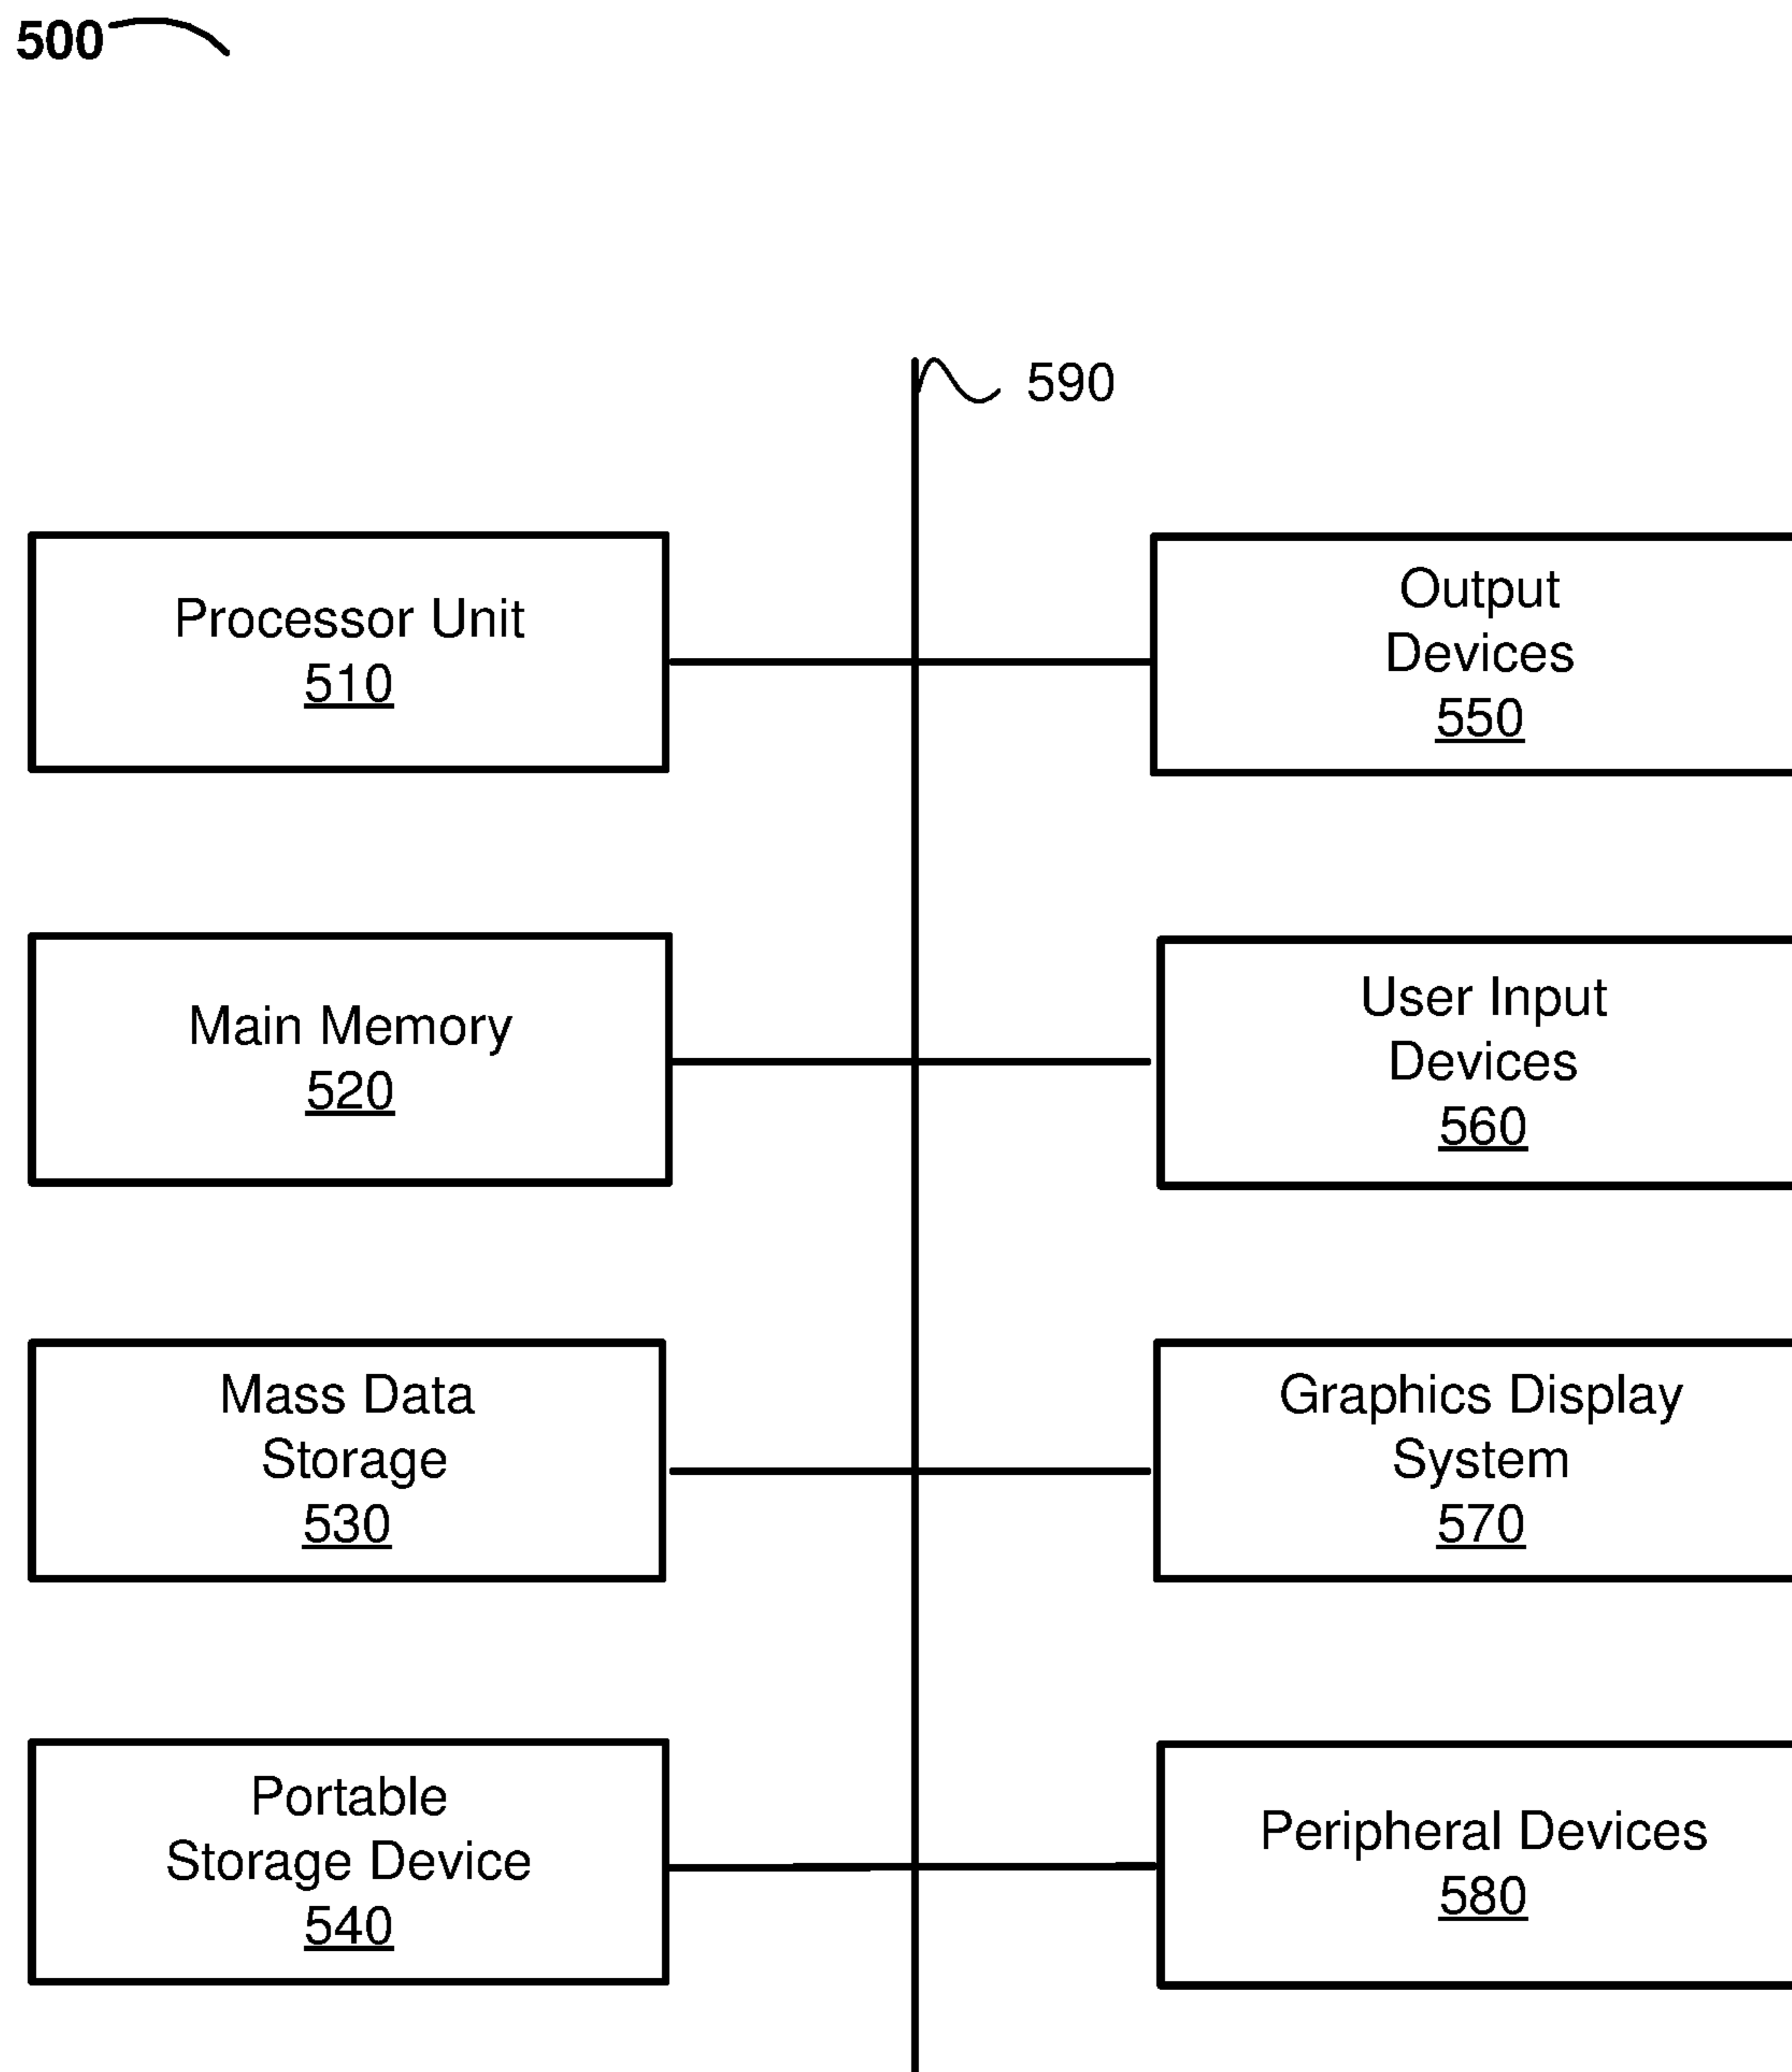 500
590
Processor Unit
510
Output
Devices
550
Main Memory
520
User Input
Devices
560
Mass Data
Storage
530
Graphics Display
System
570
Portable
Storage Device
540
Peripheral Devices
580